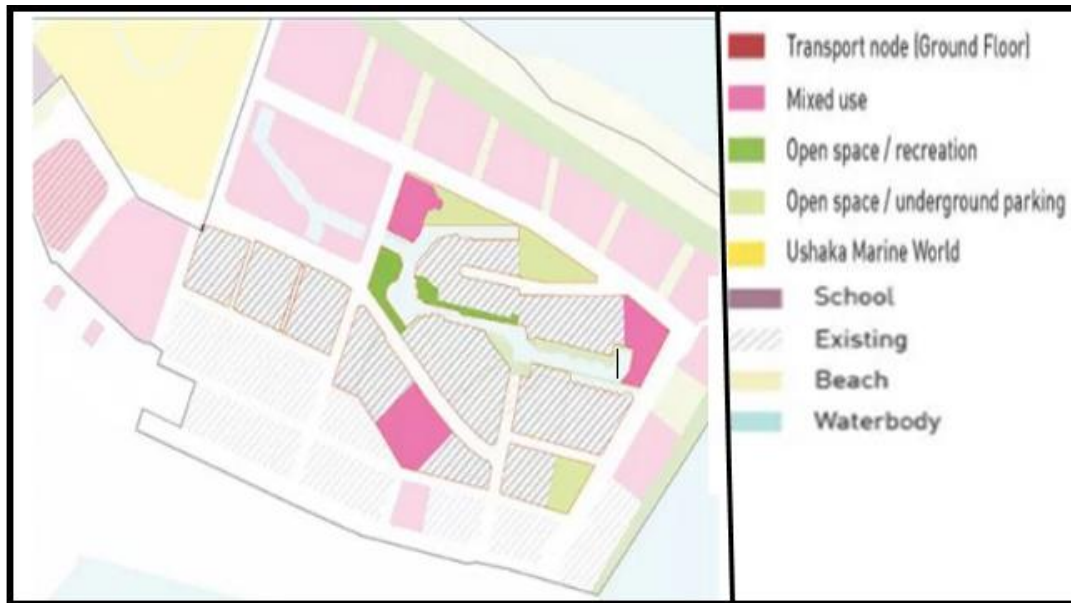 Transport node (Ground Floor)
Mixed use
Open space / recreation
Open space / underground parking
Ushaka Marine World
School
Existing
Beach
Waterbody